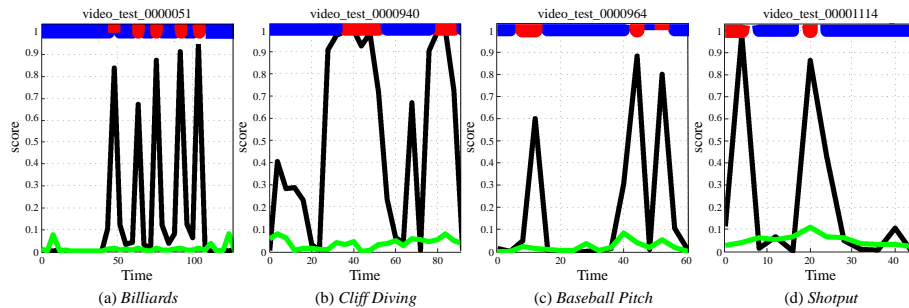 video_test_0000051
video_test_0000940
video_test_0000964
video_test_00001114
1
0.9
0.8
0.7
0.6
0.5
0.4
0.3
0.2
0.1
0
score
0 50 100
Time
1
0.9
0.8
0.7
0.6
0.5
0.4
0.3
0.2
0.1
0
score
0 20 40 60 80
Time
1
0.9
0.8
0.7
0.6
0.5
0.4
0.3
0.2
0.1
0
score
0 20 40 60
Time
1
0.9
0.8
0.7
0.6
0.5
0.4
0.3
0.2
0.1
0
score
0 10 20 30 40
Time
(a) Billiards
(b) Cliff Diving
(c) Baseball Pitch
(d) Shotput